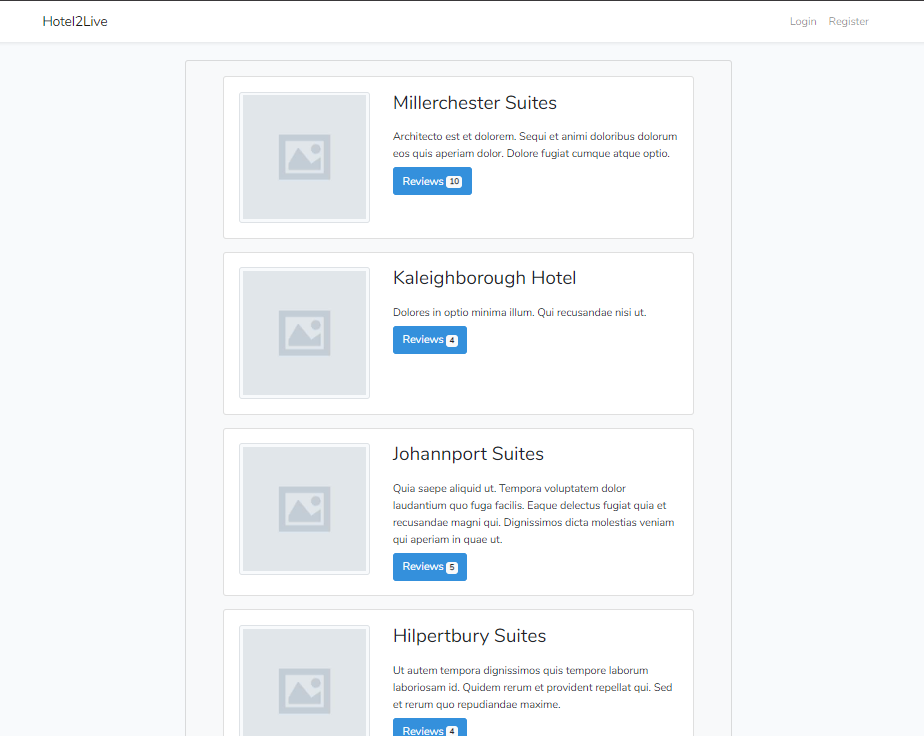 Hotel2Live
Login Register
Millerchester Suites
Architecto est et dolorem. Sequi et animi doloribus dolorum
eos quis aperiam dolor. Dolore fugiat cumque atque optio.
Reviews 10
Kaleighborough Hotel
Dolores in optio minima illum. Qui recusandae nisi ut.
Reviews 4
Johannport Suites
Quia saepe aliquid ut. Tempora voluptatem dolor
laudantium quo fuga facilis. Eaque delectus fugiat quia et
recusandae magni qui. Dignissimos dicta molestias veniam
qui aperiam in quae ut.
Reviews 5
Hilpertbury Suites
Ut autem tempora dignissimos quis tempore laborum
laboriosam id. Quidem rerum et provident repellat qui. Sed
et rerum quo repudiandae maxime.
Reviews 4